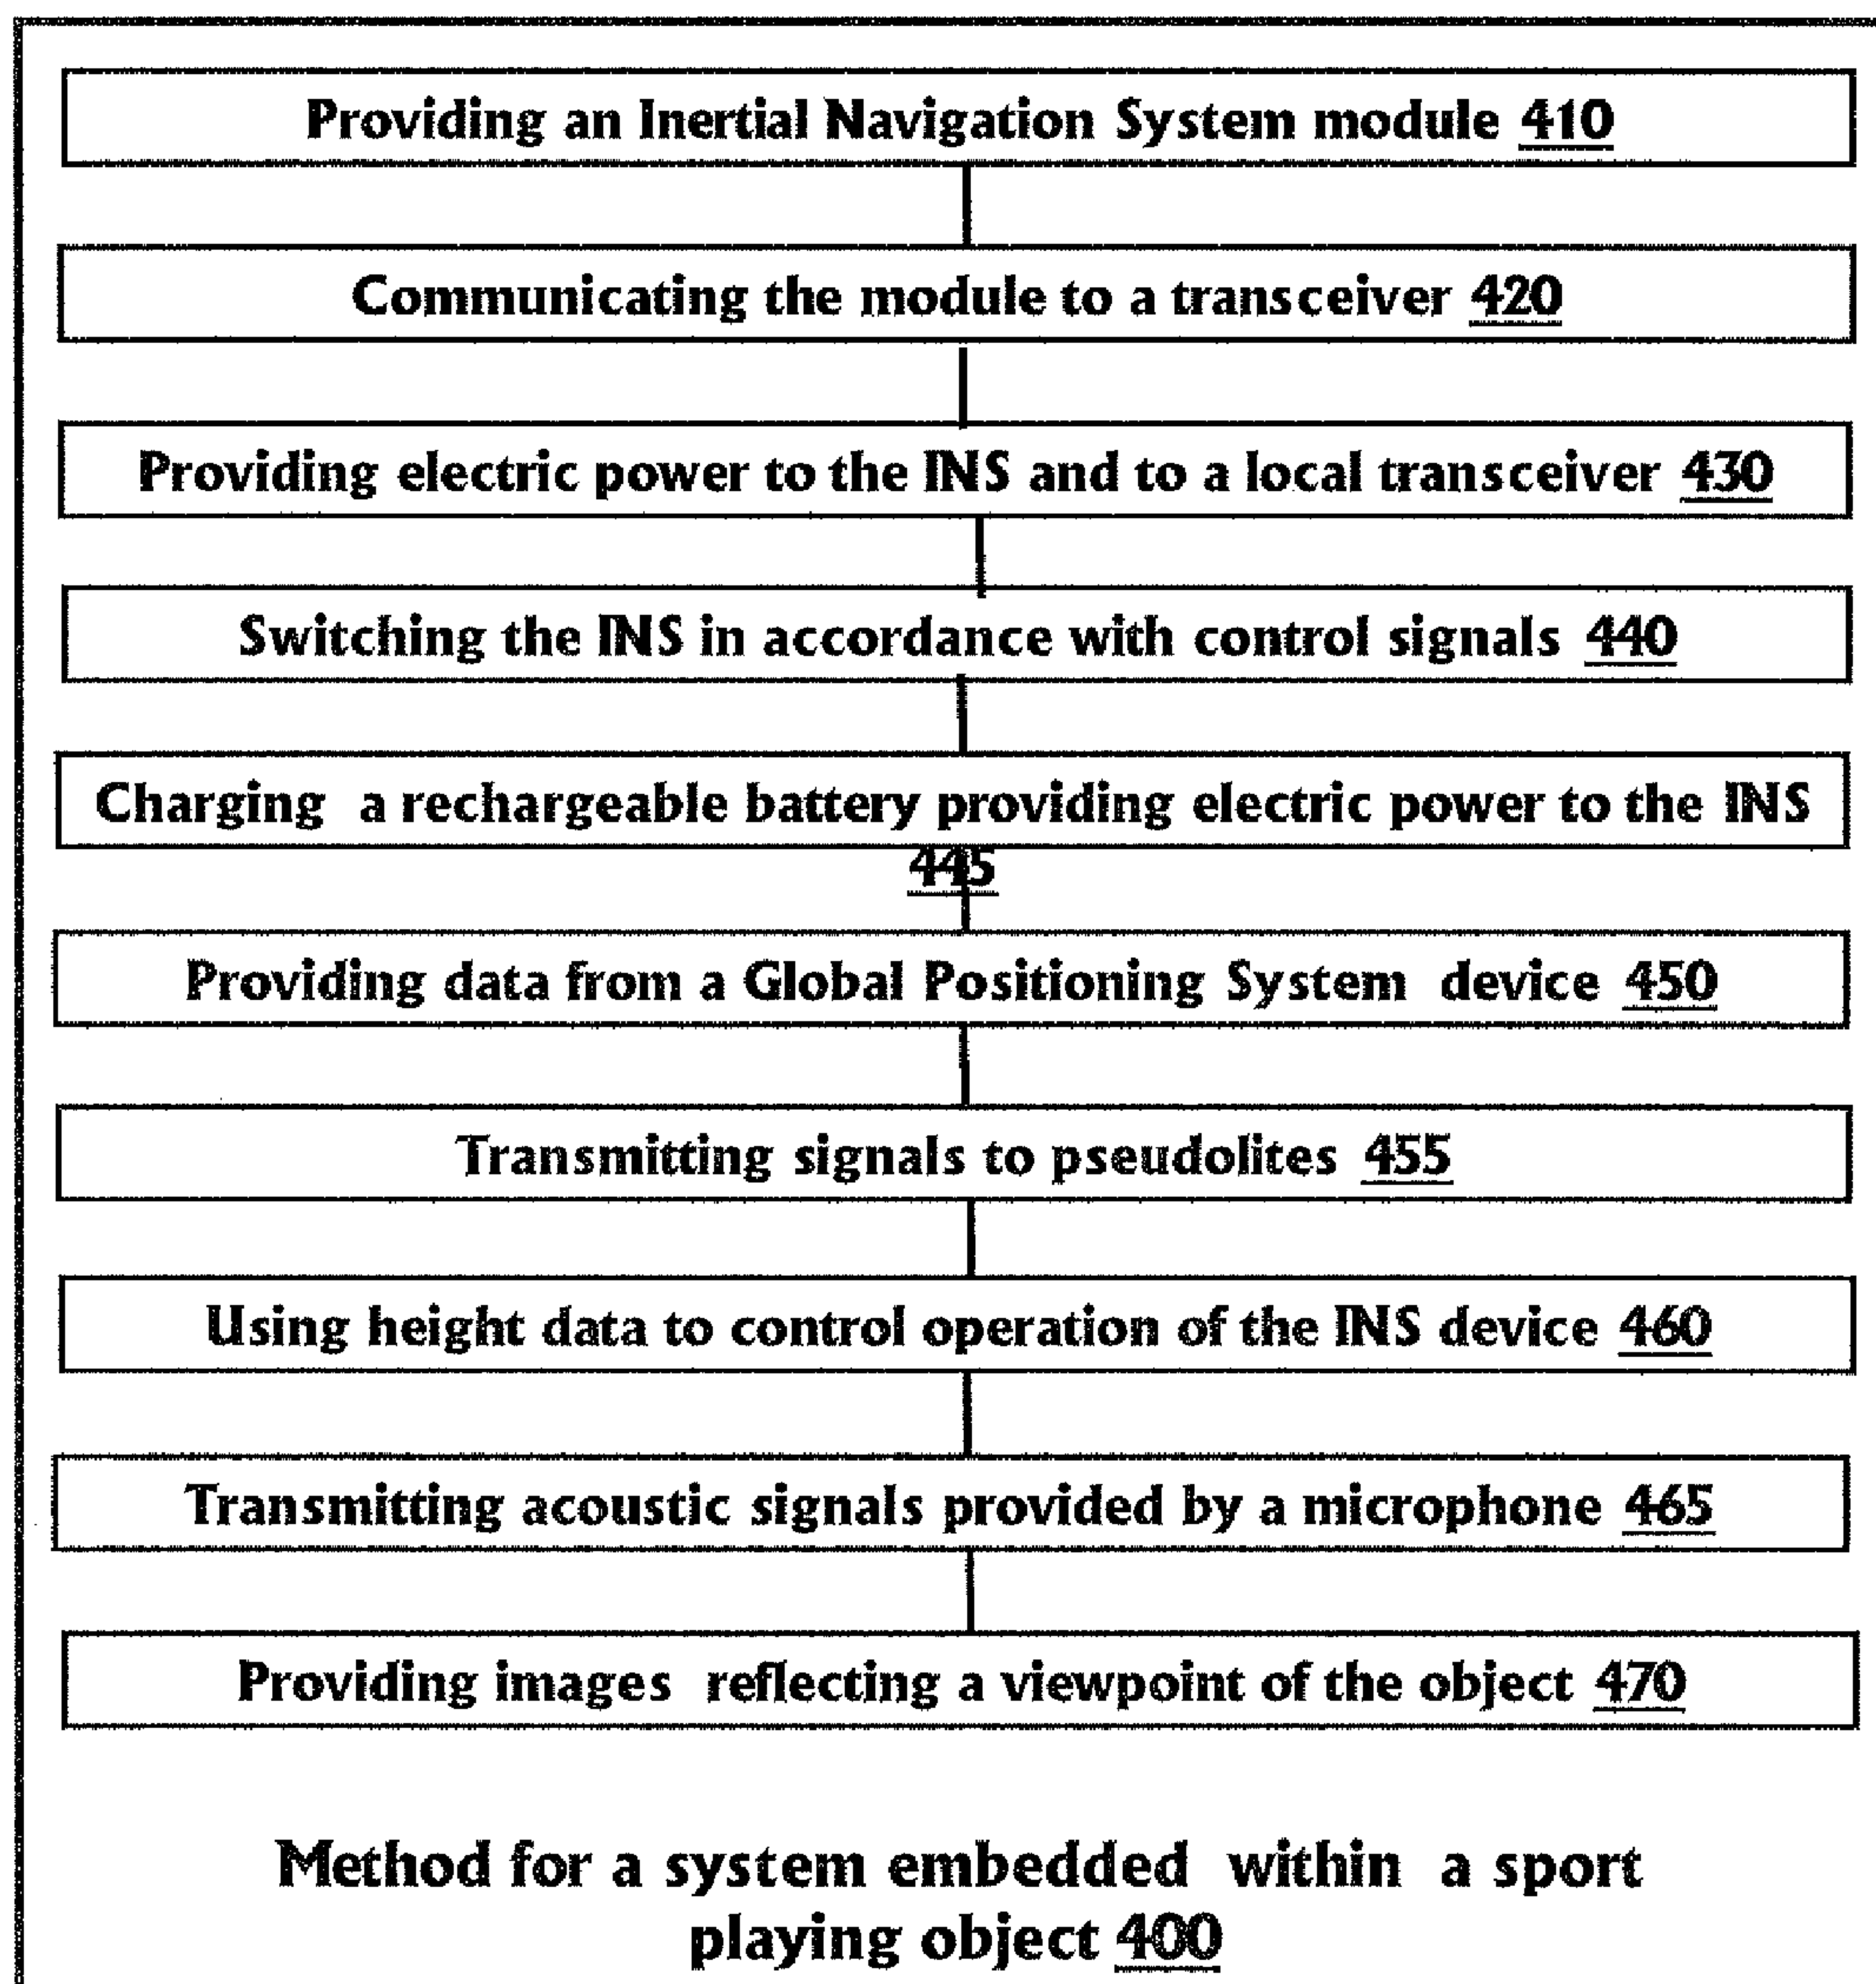 Providing an Inertial Navigation System module 410
Communicating the module to a transceiver 420
Providing electric power to the INS and to a local transceiver 430
Switching the INS in accordance with control signals 440
Charging a rechargeable battery providing electric power to the INS
445
Providing data from a Global Positioning System device 450
Transmitting signals to pseudolites 455
Using height data to control operation of the INS device 460
Transmitting acoustic signals provided by a microphone 465
Providing images reflecting a viewpoint of the object 470
Method for a system embedded within a sport
playing object 400